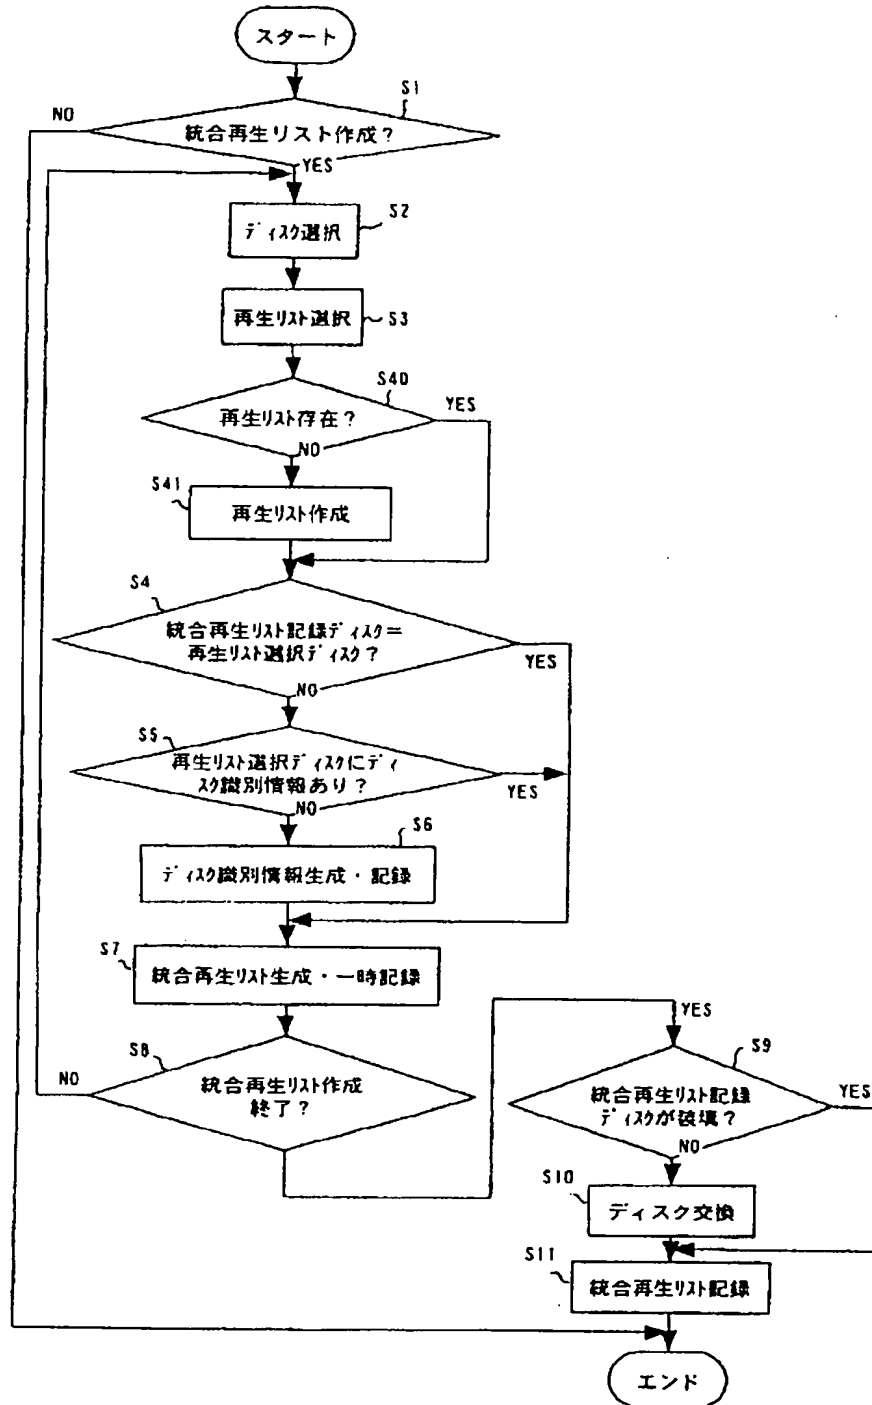 スタート
S1
NO
統合再生リスト作成？
YES
S2
ディスク選択
再生リスト選択
S3
S40
再生リスト存在？
YES
NO
S41
再生リスト作成
S4
統合再生リスト記録ディスク＝
再生リスト選択ディスク？
YES
NO
S5
再生リスト選択ディスクにディ
スク識別情報あり？
YES
NO
S6
ディスク識別情報生成・記録
S7
統合再生リスト生成・一時記録
S8
NO
統合再生リスト作成
終了？
YES
S9
統合再生リスト記録
ディスクが装填？
YES
NO
S10
ディスク交換
S11
統合再生リスト記録
エンド